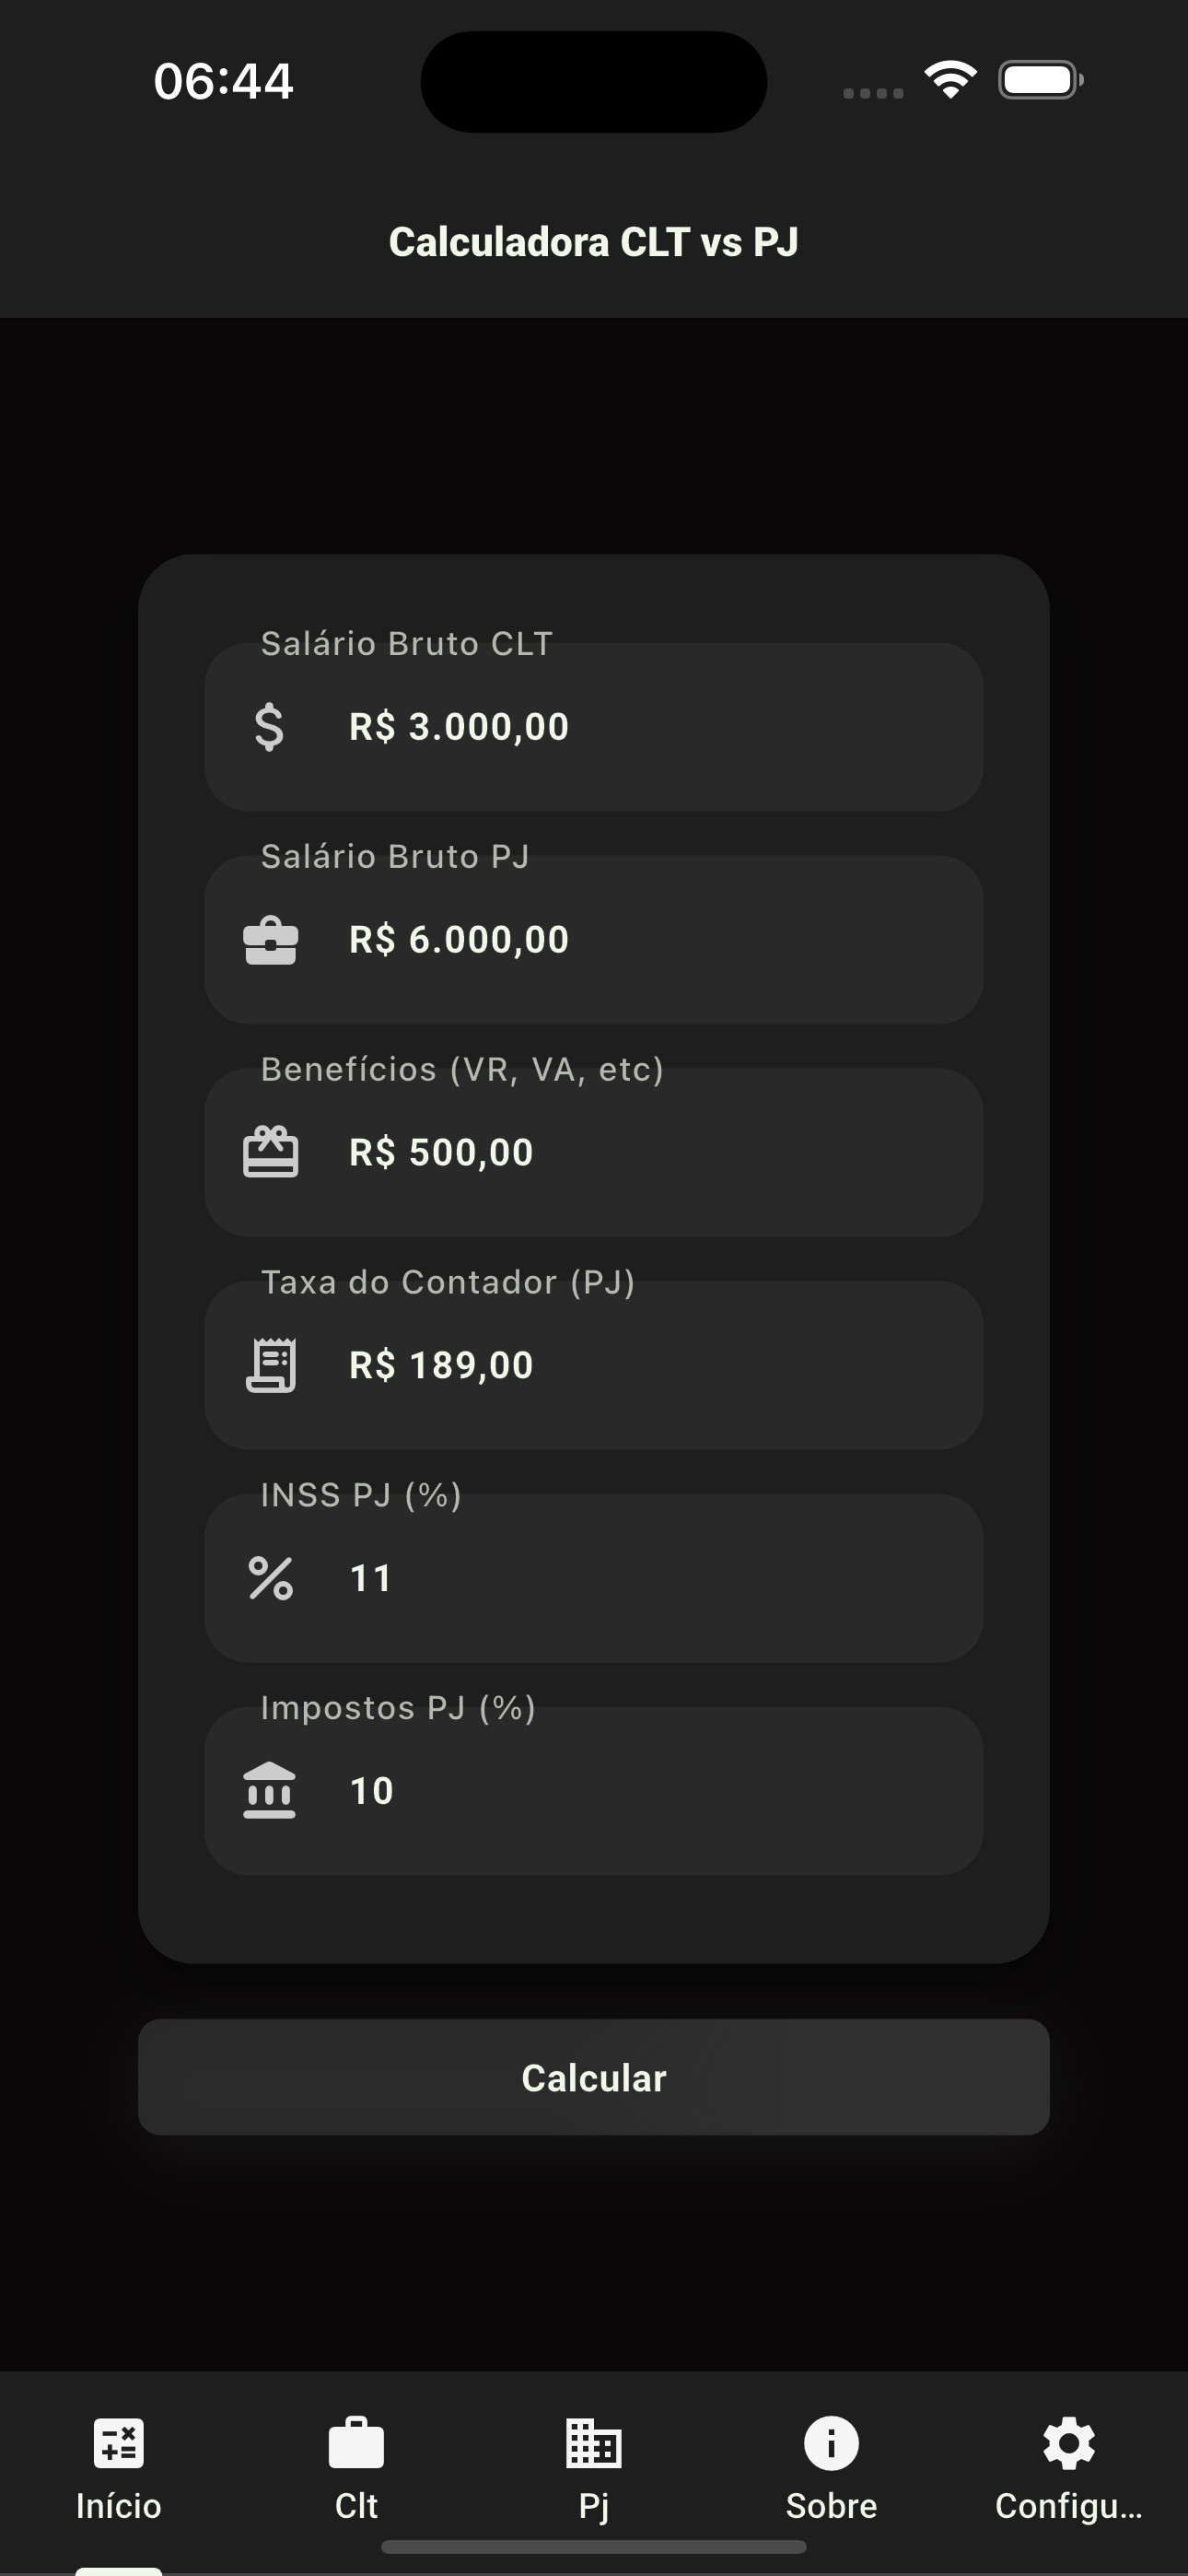 06:44
Calculadora CLT vs PJ
Salário Bruto CLT
R$ 3.000,00
Salário Bruto PJ
R$ 6.000,00
Benefícios (VR, VA, etc)
R$ 500,00
Taxa do Contador (PJ)
R$ 189,00
INSS PJ (%)
11
Impostos PJ (%)
10
Calcular
Início
Clt
Pj
Sobre
Configu...